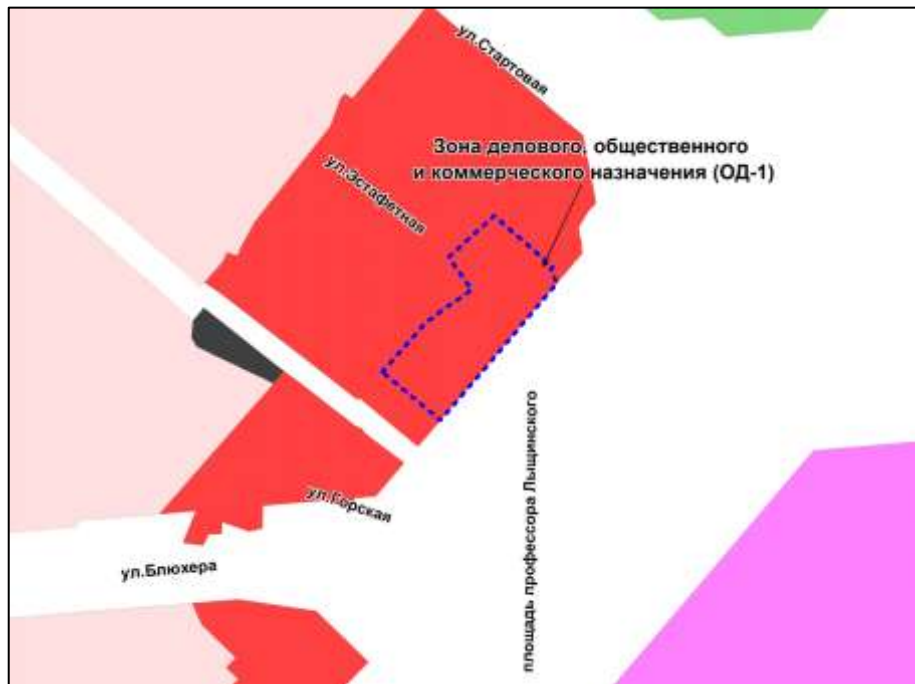 ул.Стартовая
Зона делового, общественного
и коммерческого назначения (ОД-1)
ул.Эстафетная
площадь профессора Лыщинского
ул.Горская
ул.Блюхера